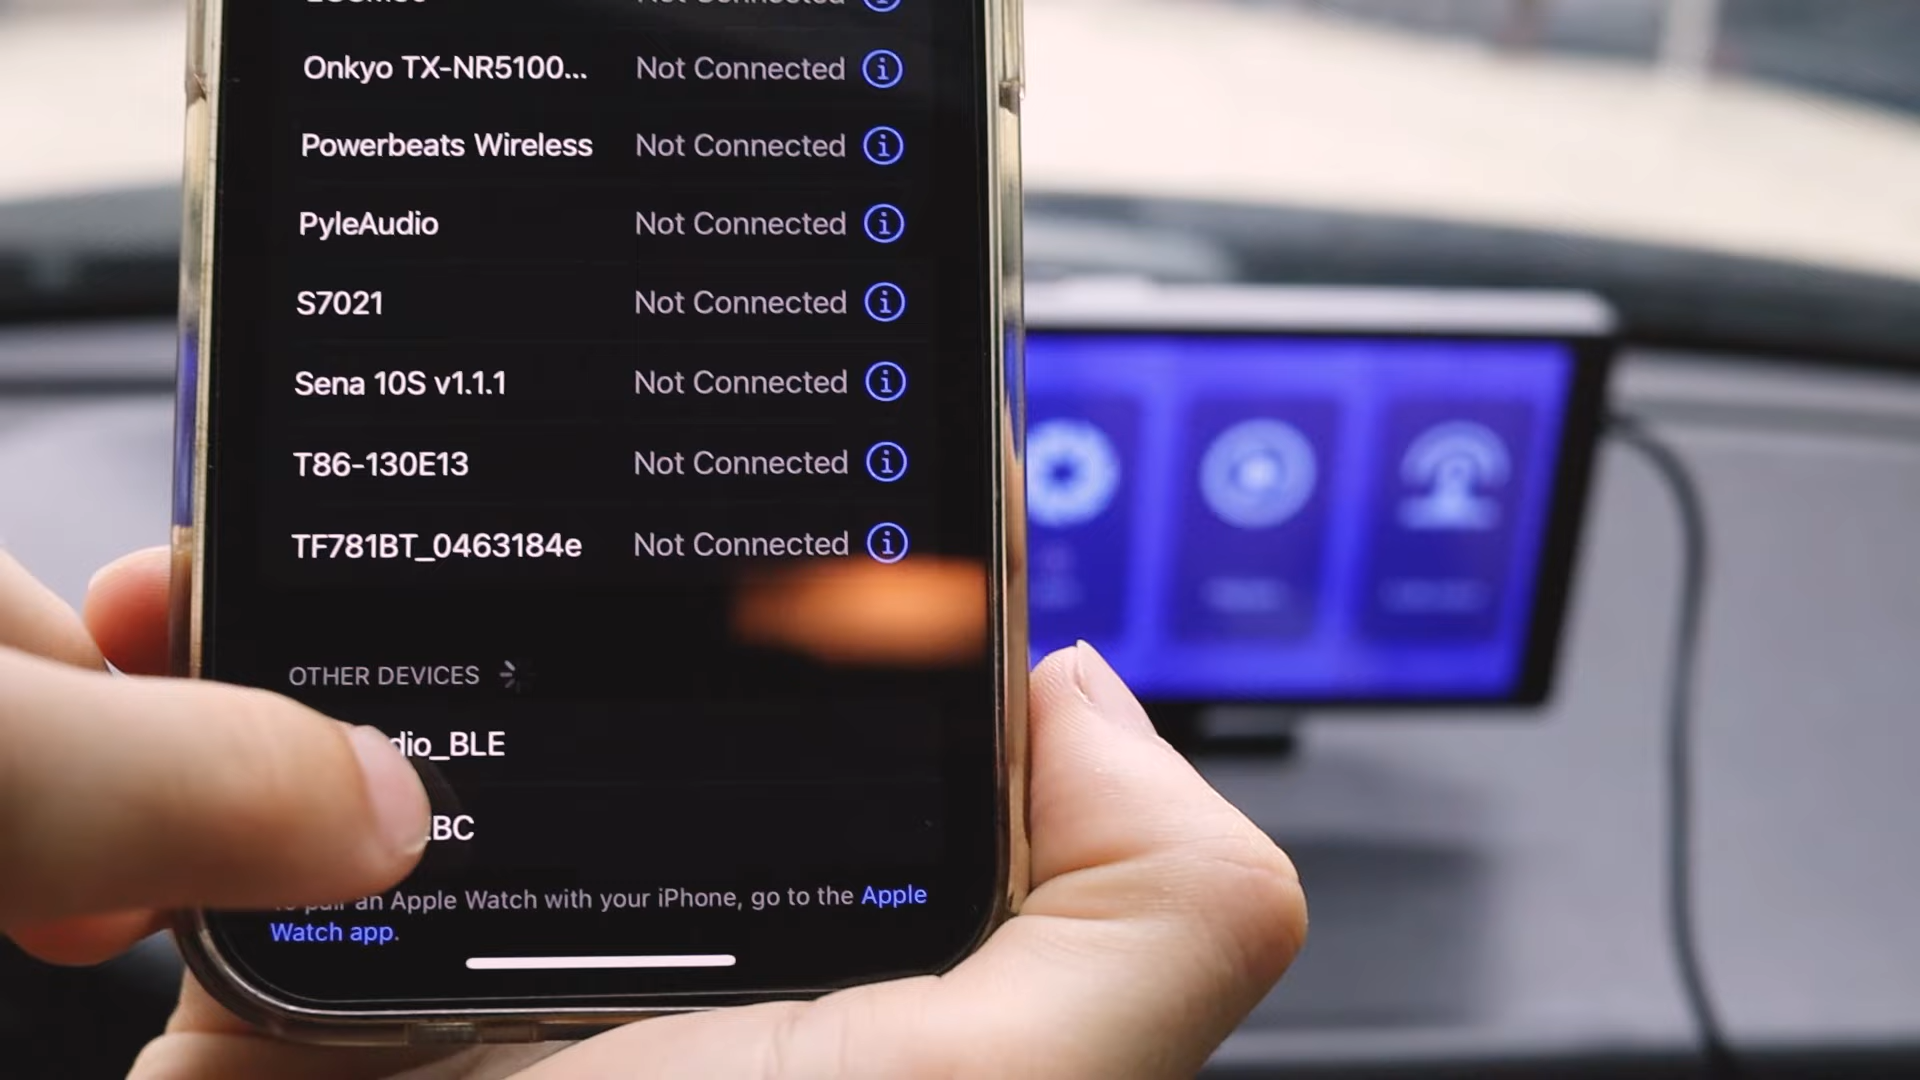 Not Connected
Onkyo TX-NR5100... Not Connected
Powerbeats Wireless Not Connected
PyleAudio Not Connected
S7021 Not Connected
Sena 10S v1.1.1 Not Connected
T86-130E13 Not Connected
TF781BT_0463184e Not Connected
OTHER DEVICES
dio_BLE
BC
an Apple Watch with your iPhone, go to the Apple
Watch app.